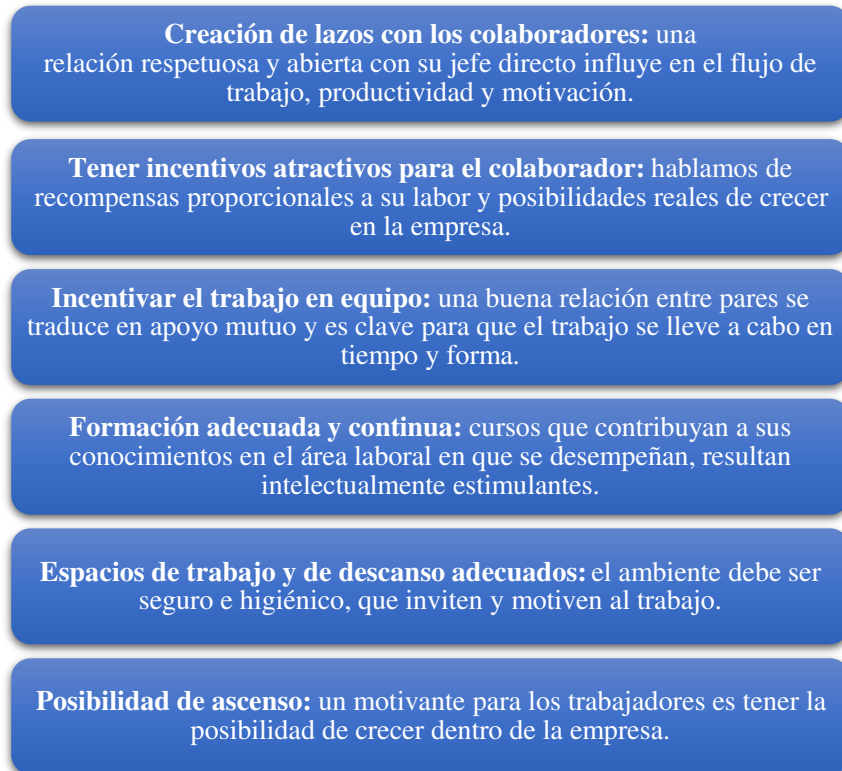 Creación de lazos con los colaboradores: una
relación respetuosa y abierta con su jefe directo influye en el flujo de
trabajo, productividad y motivación.
Tener incentivos atractivos para el colaborador: hablamos de
recompensas proporcionales a su labor y posibilidades reales de crecer
en la empresa.
Incentivar el trabajo en equipo: una buena relación entre pares se
traduce en apoyo mutuo y es clave para que el trabajo se lleve a cabo en
tiempo y forma.
Formación adecuada y continua: cursos que contribuyan a sus
conocimientos en el área laboral en que se desempeñan, resultan
intelectualmente estimulantes.
Espacios de trabajo y de descanso adecuados: el ambiente debe ser
seguro e higiénico, que inviten y motiven al trabajo.
Posibilidad de ascenso: un motivante para los trabajadores es tener la
posibilidad de crecer dentro de la empresa.